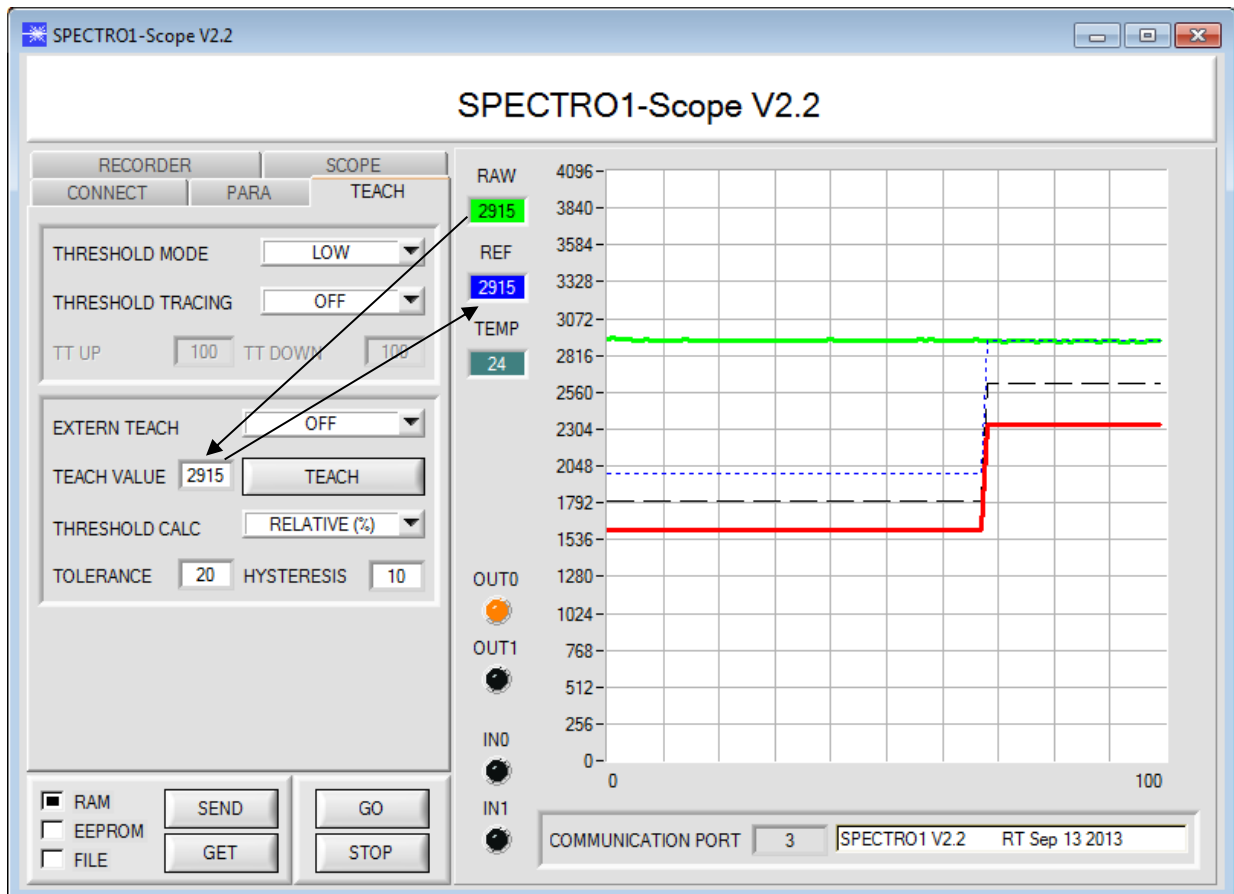 SPECTRO1-Scope V2.2
SPECTRO1-Scope V2.2
RECORDER SCOPE
CONNECT PARA TEACH
THRESHOLD MODE LOW
THRESHOLD TRACING OFF
TT UP 100 TT DOWN 100
EXTERN TEACH OFF
TEACH VALUE 2915 TEACH
THRESHOLD CALC RELATIVE (%)
TOLERANCE 20 HYSTERESIS 10
RAM SEND
EEPROM
FILE GET
GO
STOP
RAW
2915
REF
2915
TEMP
24
OUT0
OUT1
IN0
IN1
4096
3840
3584
3328
3072
2816
2560
2304
2048
1792
1536
1280
1024
768
512
256
0
0 100
COMMUNICATION PORT 3 SPECTRO1 V2.2 RT Sep 13 2013